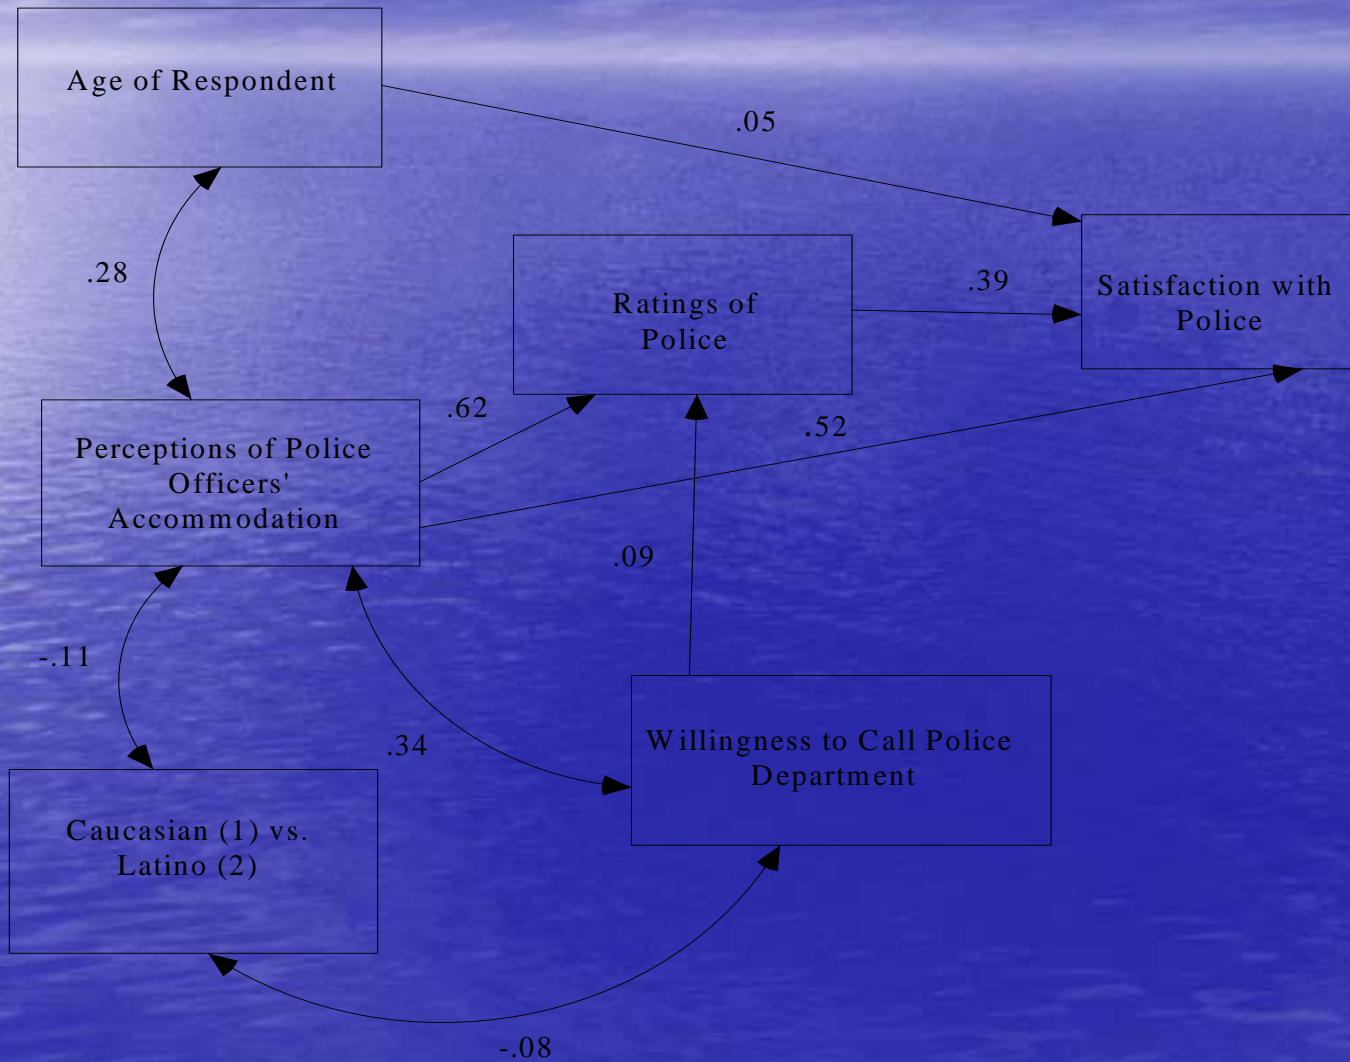 Age of Respondent
.05
.28
Ratings of
Police
.39
Satisfaction with
Police
.62
.52
Perceptions of Police
Officers'
Accommodation
.09
-.11
.34
Willingness to Call Police
Department
Caucasian (1) vs.
Latino (2)
-.08